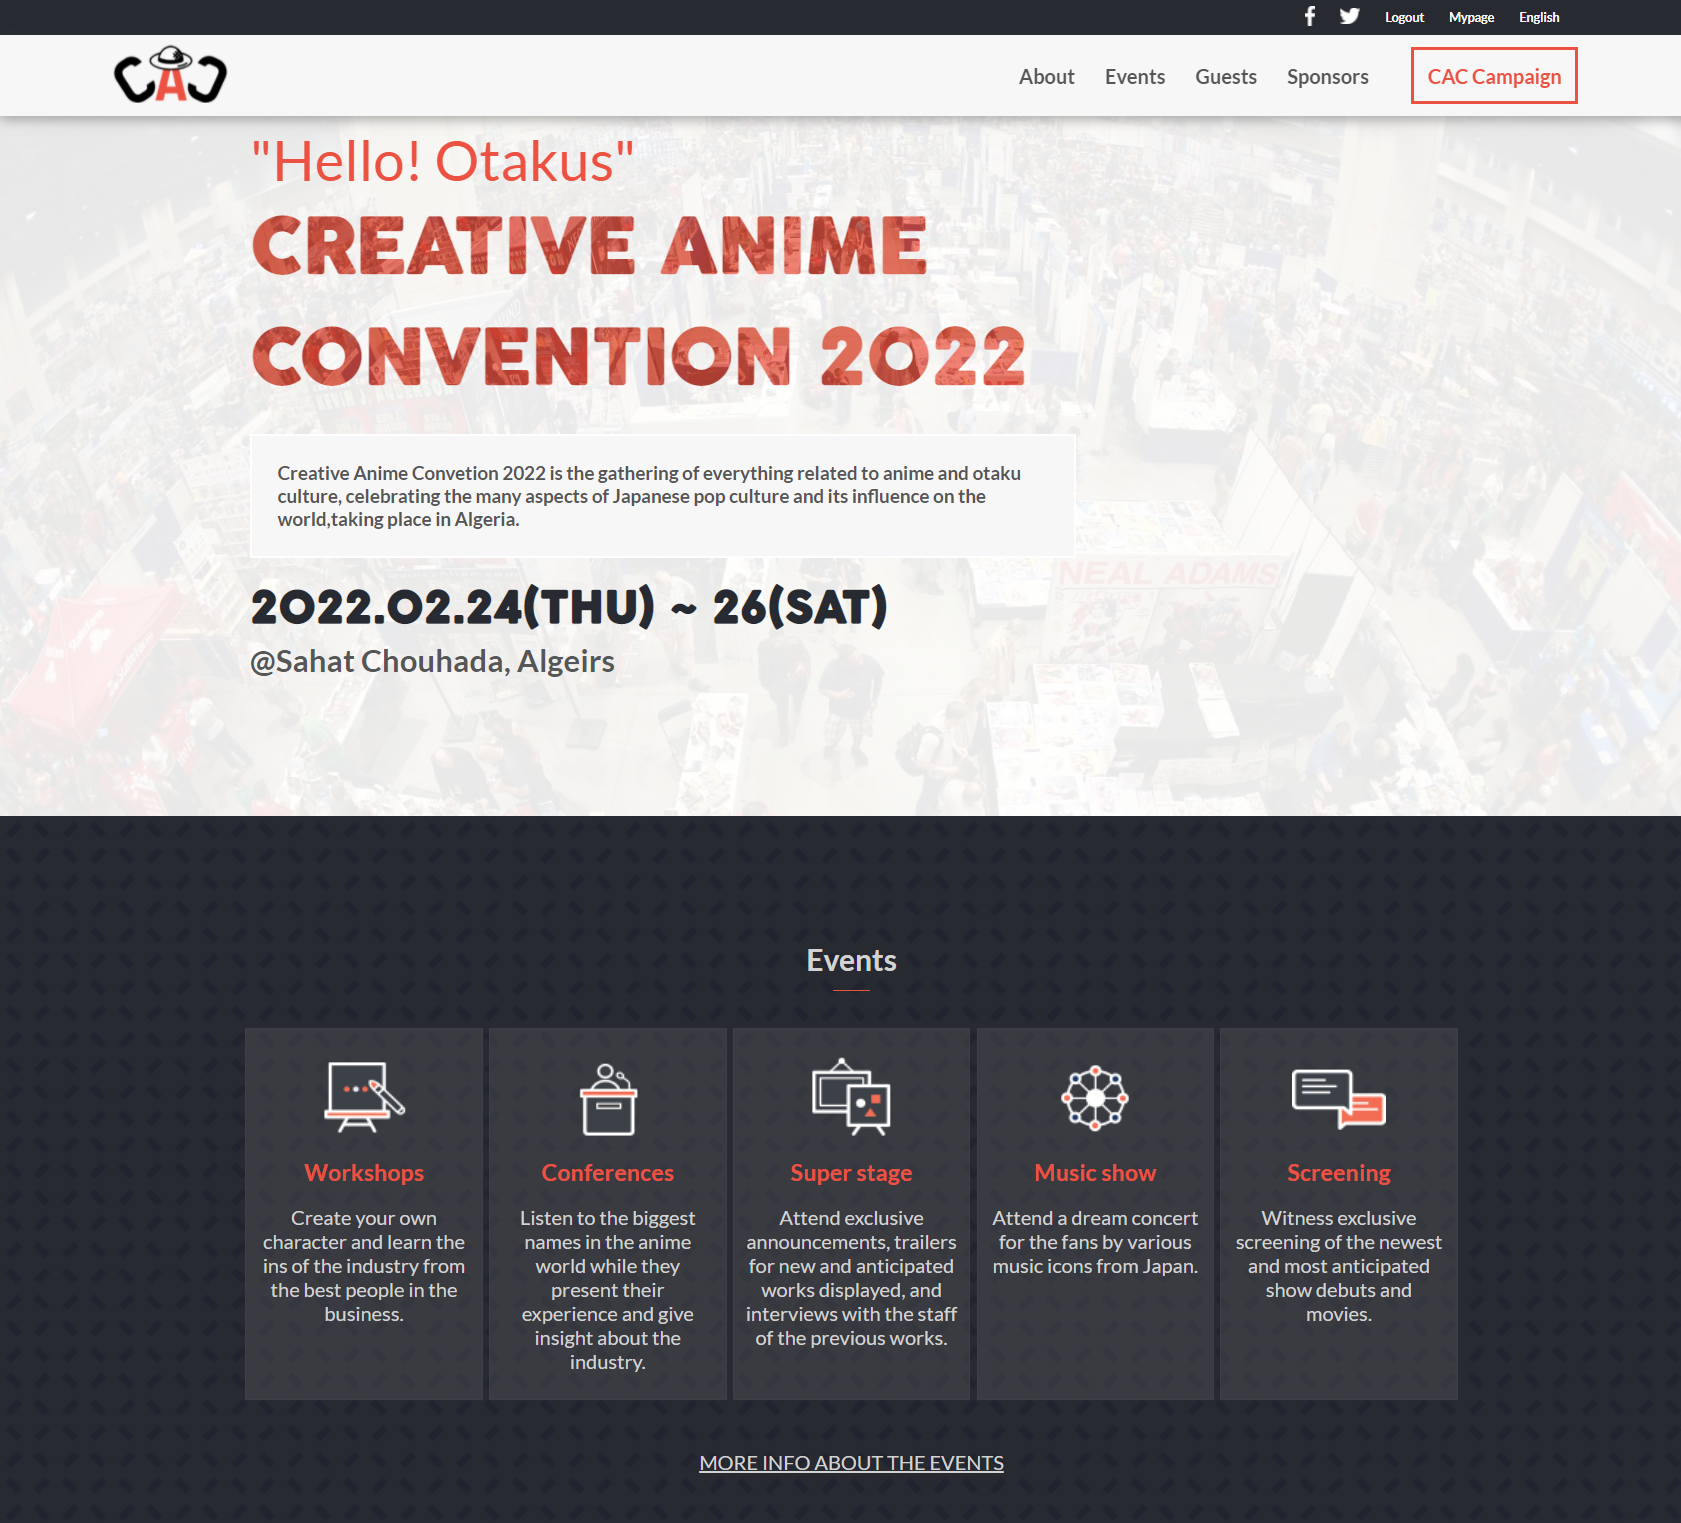 Logout Mypage English
CAC
About Events Guests Sponsors CAC Campaign
"Hello! Otakus"
CREATIVE ANIME
CONVENTION 2022
Creative Anime Convetion 2022 is the gathering of everything related to anime and otaku
culture, celebrating the many aspects of Japanese pop culture and its influence on the
world,taking place in Algeria.
NEAL ADAMS
2022.02.24(THU) ~ 26(SAT)
@Sahat Chouhada, Algeirs
Events
Workshops
Create your own
character and learn the
ins of the industry from
the best people in the
business.
Conferences
Listen to the biggest
names in the anime
world while they
present their
experience and give
insight about the
industry.
Super stage
Attend exclusive
announcements, trailers
for new and anticipated
works displayed, and
interviews with the staff
of the previous works.
Music show
Attend a dream concert
for the fans by various
music icons from Japan.
Screening
Witness exclusive
screening of the newest
and most anticipated
show debuts and
movies.
MORE INFO ABOUT THE EVENTS